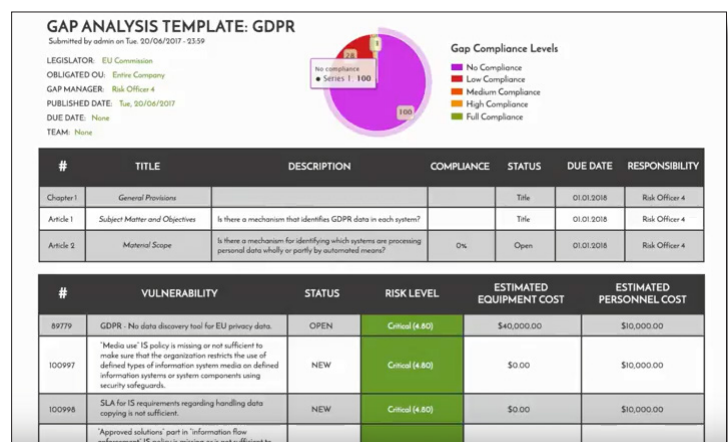 GAP ANALYSIS TEMPLATE: GDPR
Submitted by admin on Tue. 20/06/2017 - 23:59
LEGISLATOR: EU Commission
OBLIGATED OU: Entire Company
GAP MANAGER: Risk Officer 4
PUBLISHED DATE: Tue, 20/06/2017
DUE DATE: None
TEAM: None
1
28
No compliance
Series 1: 100
100
Gap Compliance Levels
No Compliance
Low Compliance
Medium Compliance
High Compliance
Full Compliance
# TITLE DESCRIPTION COMPLIANCE STATUS DUE DATE RESPONSIBILITY
Chapter 1 General Provisions Title 01.01.2018 Risk Officer 4
Article 1 Subject Matter and Objectives Is there a mechanism that identifies GDPR data in each system? Title 01.01.2018 Risk Officer 4
Article 2 Material Scope Is there a mechanism for identifying which systems are processing
personal data wholly or partly by automated means? 0% Open 01.01.2018 Risk Officer 4
# VULNERABILITY STATUS RISK LEVEL ESTIMATED
EQUIPMENT COST ESTIMATED
PERSONNEL COST
89779 GDPR - No data discovery tool for EU privacy data. OPEN Critical (4.80) $40,000.00 $10,000.00
100997 "Media use" IS policy is missing or not sufficient to
make sure that the organization restricts the use of
defined types of information system media on defined
information systems or system components using
security safeguards. NEW Critical (4.80) $0.00 $10,000.00
100998 SLA for IS requirements regarding handling data
copying is not sufficient. NEW Critical (4.80) $0.00 $10,000.00
"Approved solutions" part in "information flow